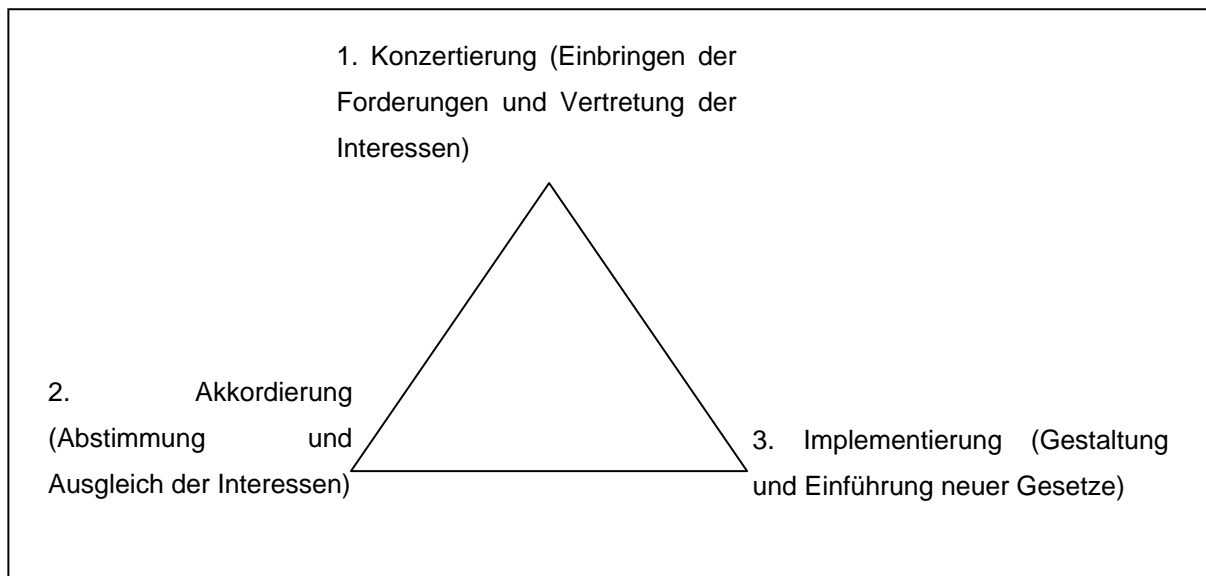 1. Konzertierung (Einbringen der
Forderungen und Vertretung der
Interessen)
2. Akkordierung
(Abstimmung und
Ausgleich der Interessen)
3. Implementierung (Gestaltung
und Einführung neuer Gesetze)